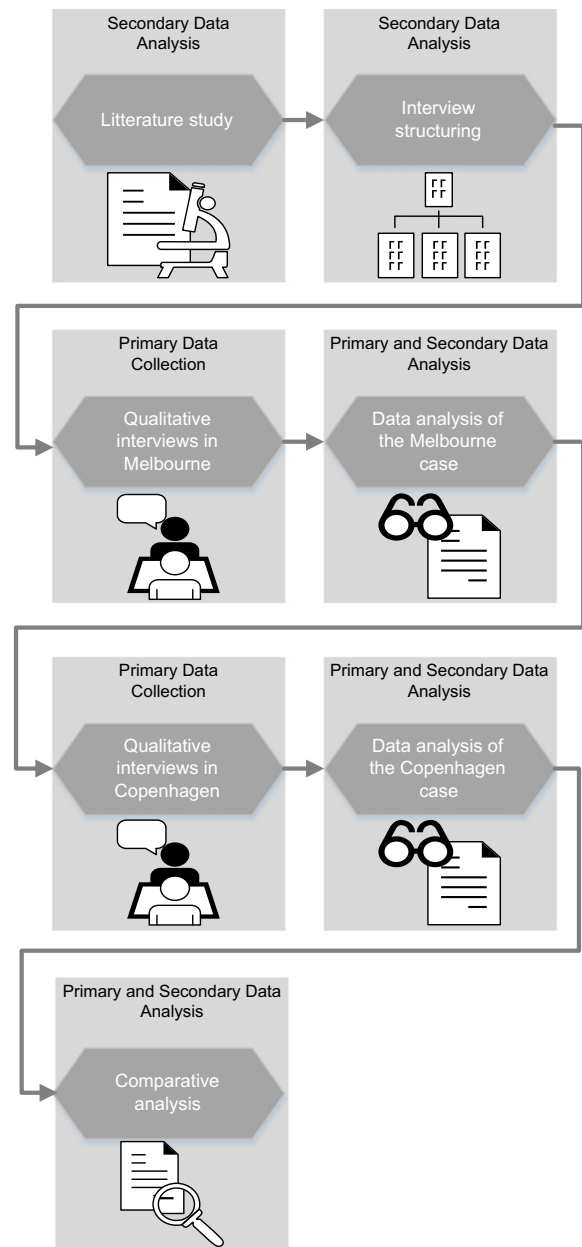 Secondary Data
Analysis
Litterature study
Secondary Data
Analysis
Interview
structuring
Primary Data
Collection
Qualitative
interviews in
Melbourne
Primary and Secondary Data
Analysis
Data analysis of
the Melbourne
case
Primary Data
Collection
Qualitative
interviews in
Copenhagen
Primary and Secondary Data
Analysis
Data analysis of
the Copenhagen
case
Primary and Secondary Data
Analysis
Comparative
analysis